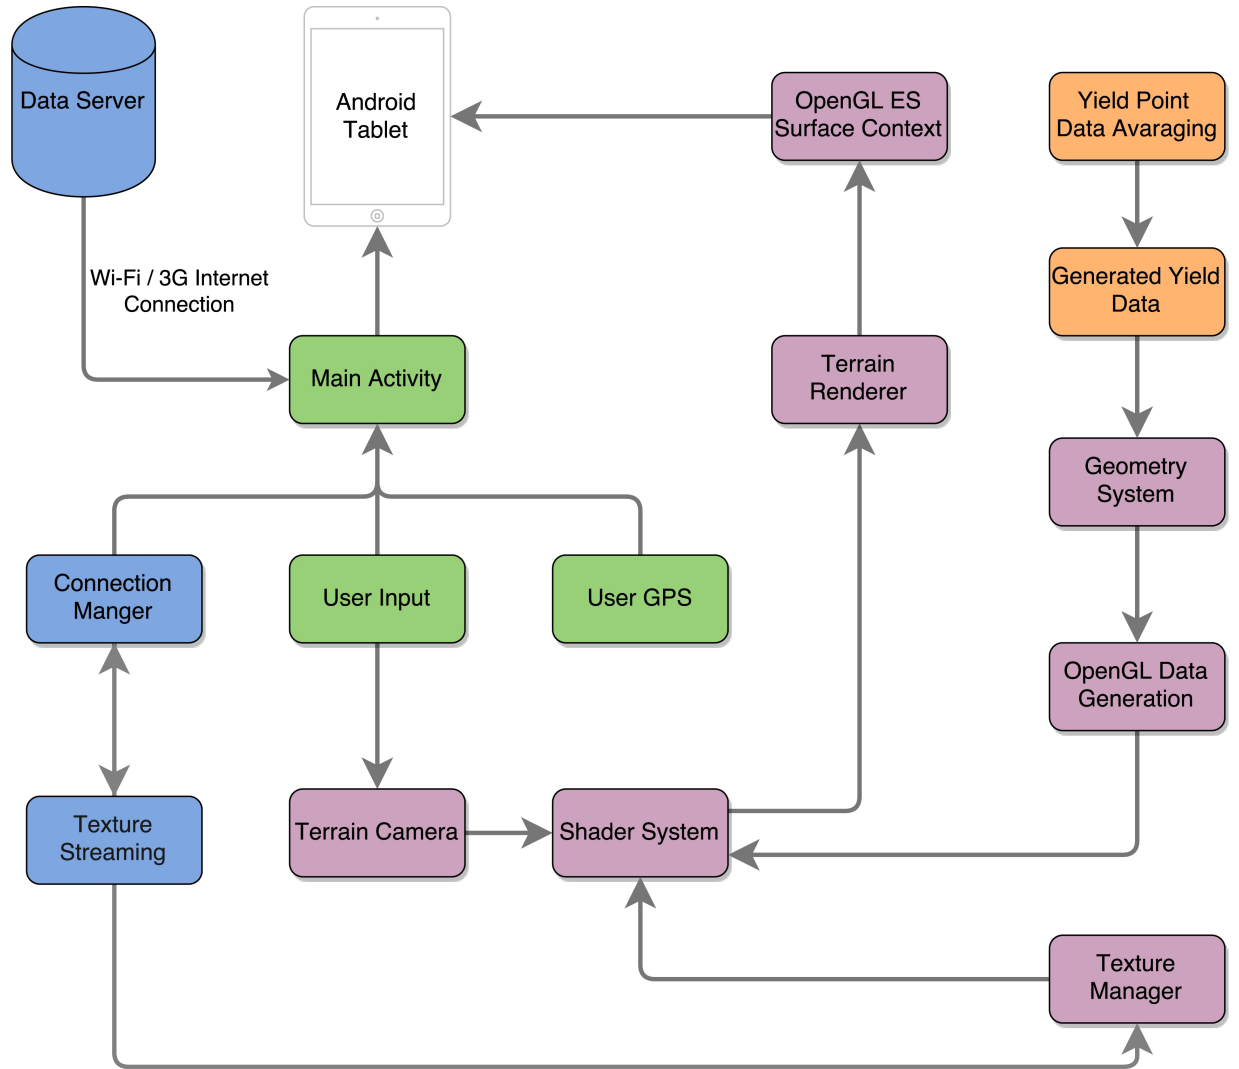 Data Server
Android
Tablet
OpenGL ES
Surface Context
Yield Point
Data Avaraging
Wi-Fi / 3G Internet
Connection
Generated Yield
Data
Main Activity
Terrain
Renderer
Geometry
System
Connection
Manger
User Input
User GPS
OpenGL Data
Generation
Texture
Streaming
Terrain Camera
Shader System
Texture
Manager